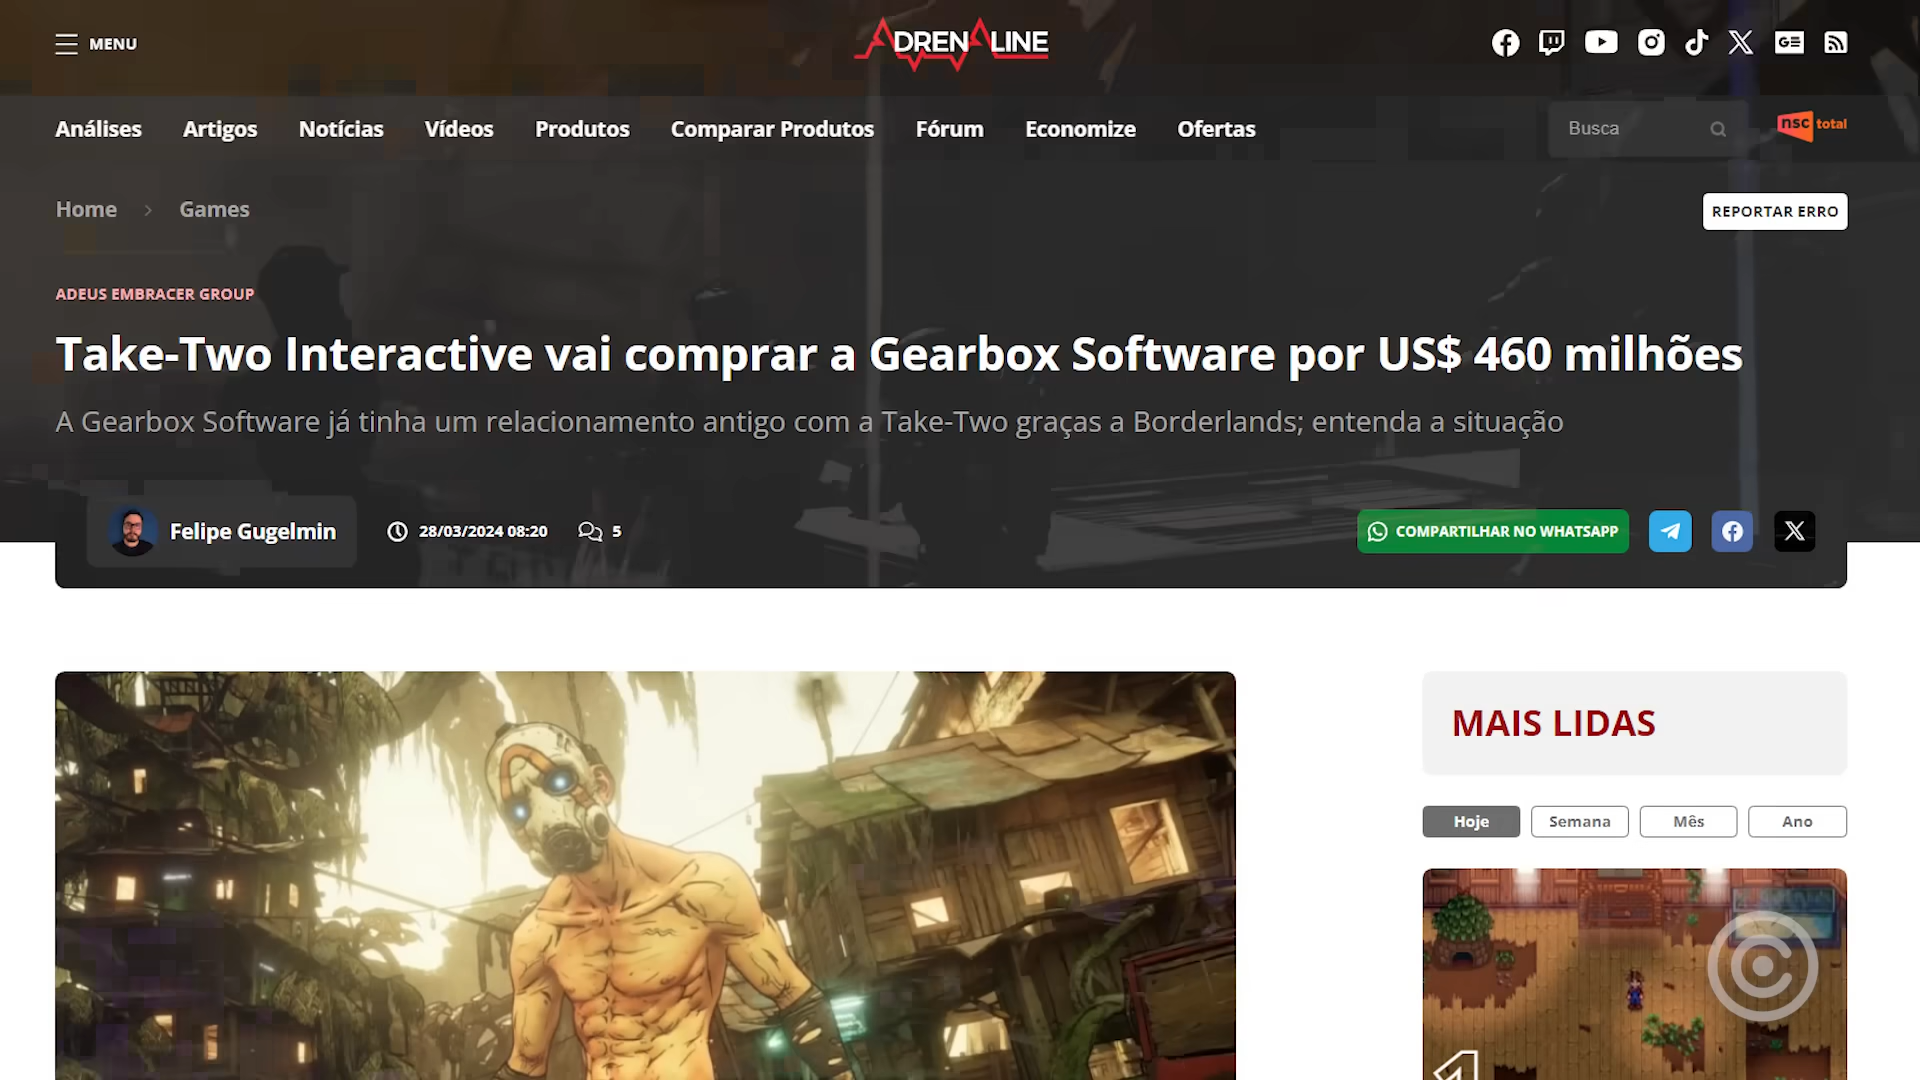 MENU
ADRENALINE
Análises Artigos Notícias Vídeos Produtos Comparar Produtos Fórum Economize Ofertas
Busca
nsc total
Home > Games
REPORTAR ERRO
ADEUS EMBRACER GROUP
Take-Two Interactive vai comprar a Gearbox Software por US$ 460 milhões
A Gearbox Software já tinha um relacionamento antigo com a Take-Two graças a Borderlands; entenda a situação
Felipe Gugelmin 28/03/2024 08:20 5
COMPARTILHAR NO WHATSAPP
MAIS LIDAS
Hoje Semana Mês Ano
1